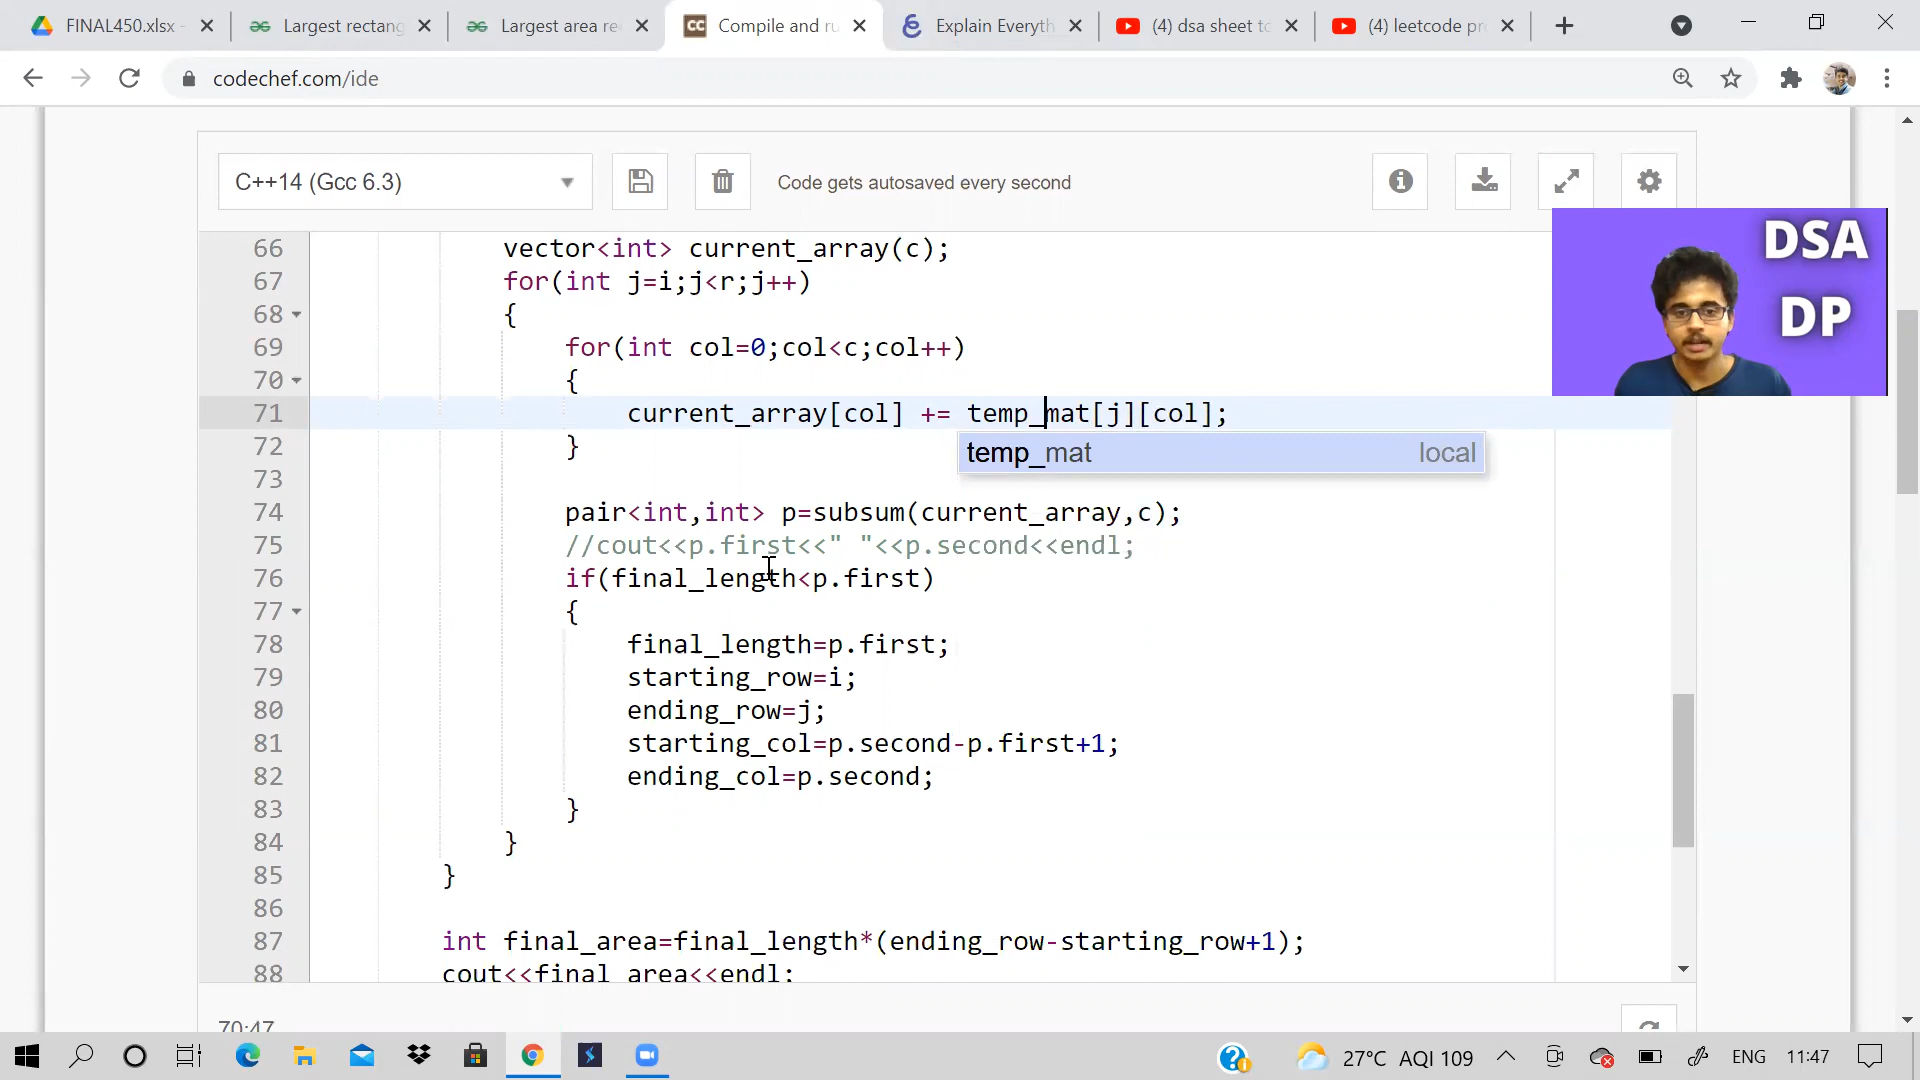 FINAL450.xlsx -
Largest rectang
Largest area re
Compile and ru
Explain Everyth
(4) dsa sheet to
(4) leetcode pro
codechef.com/ide
C++14 (Gcc 6.3)
Code gets autosaved every second
DSA
DP
66 vector<int> current_array(c);
67 for(int j=i;j<r;j++)
68 {
69 for(int col=0;col<c;col++)
70 {
71 current_array[col] += temp_mat[j][col];
72 }
temp_mat local
73
74 pair<int,int> p=subsum(current_array,c);
75 //cout<<p.first<<" "<<p.second<<endl;
76 if(final_length<p.first)
77 {
78 final_length=p.first;
79 starting_row=i;
80 ending_row=j;
81 starting_col=p.second-p.first+1;
82 ending_col=p.second;
83 }
84 }
85 }
86
87 int final_area=final_length*(ending_row-starting_row+1);
88 cout<<final_area<<endl;
70:47
27°C AQI 109
ENG
11:47